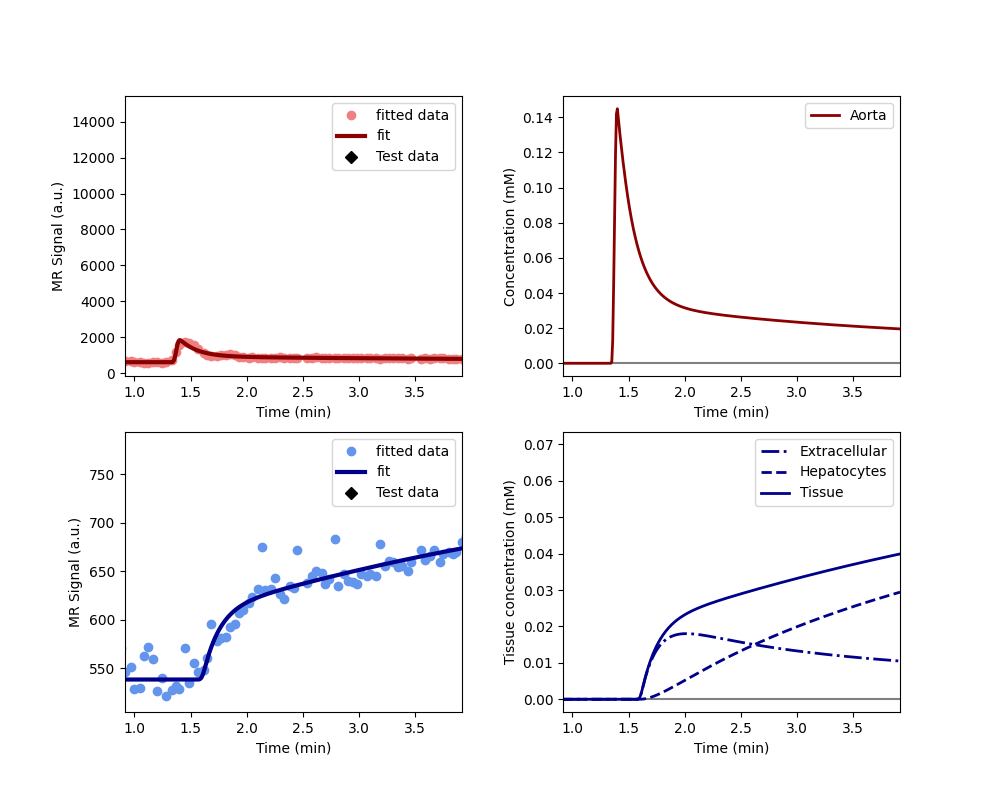 14000
12000
10000
8000
6000
4000
2000
0
MR Signal (a.u.)
fitted data
fit
Test data
1.0 1.5 2.0 2.5 3.0 3.5
Time (min)
0.14
0.12
0.10
0.08
0.06
0.04
0.02
0.00
Concentration (mM)
Aorta
1.0 1.5 2.0 2.5 3.0 3.5
Time (min)
750
700
650
600
550
MR Signal (a.u.)
fitted data
fit
Test data
1.0 1.5 2.0 2.5 3.0 3.5
Time (min)
0.07
0.06
0.05
0.04
0.03
0.02
0.01
0.00
Tissue concentration (mM)
Extracellular
Hepatocytes
Tissue
1.0 1.5 2.0 2.5 3.0 3.5
Time (min)